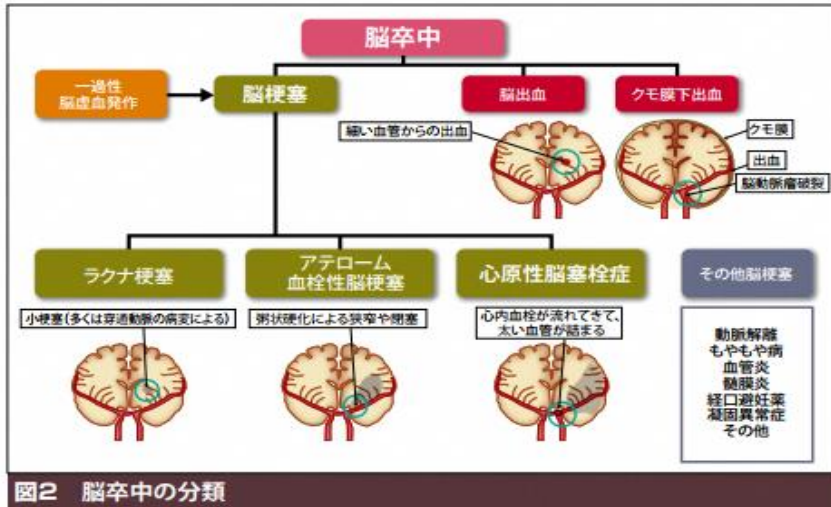 脳卒中
一過性
脳虚血発作
脳梗塞
脳出血
クモ膜下出血
細い血管からの出血
クモ膜
出血
脳動脈瘤破裂
ラクナ梗塞
アテローム
血栓性脳梗塞
心原性脳塞栓症
その他脳梗塞
小梗塞(多くは穿通動脈の病変による)
粥状硬化による狭窄や閉塞
心内血栓が流れてきて、
太い血管が詰まる
動脈解離
もやもや病
血管炎
髄膜炎
経口避妊薬
凝固異常症
その他
図2 脳卒中の分類